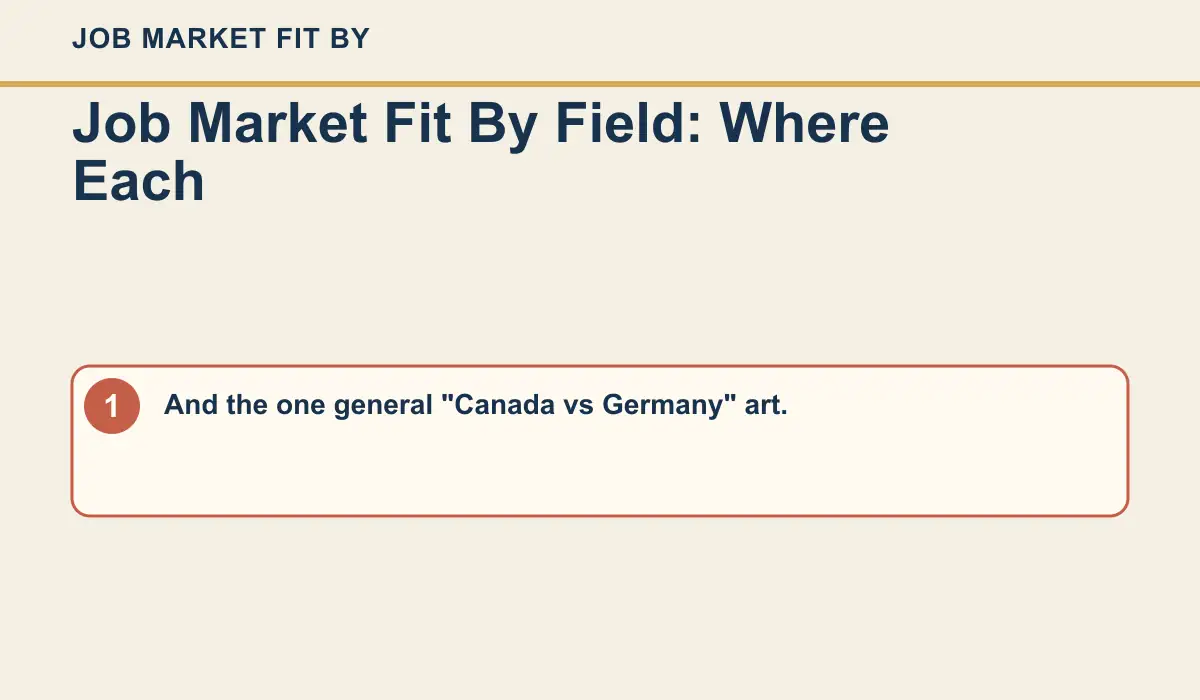 JOB MARKET FIT BY
Job Market Fit By Field: Where
Each
1
And the one general "Canada vs Germany" art.